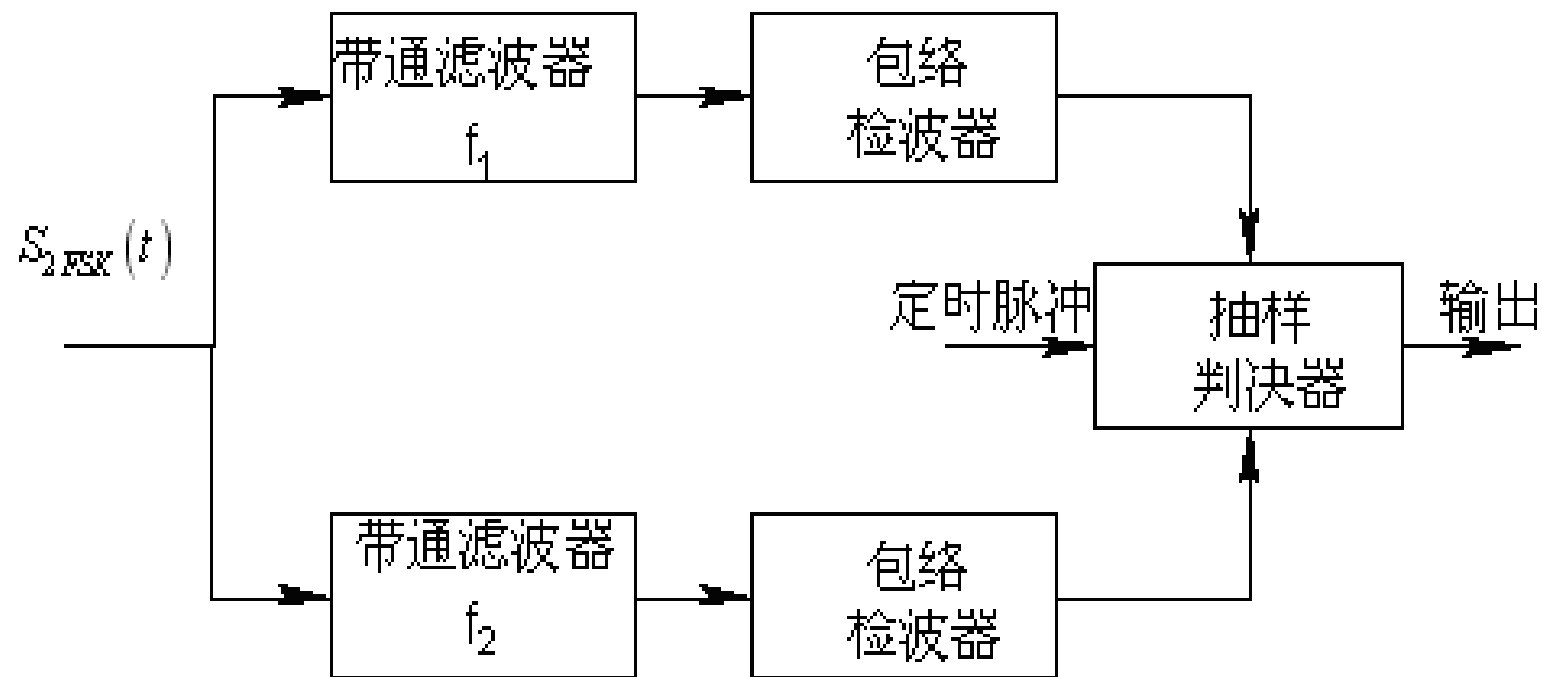 带通滤波器
f₁
包络
检波器
S₂FSK(t)
定时脉冲
抽样
判决器
输出
带通滤波器
f₂
包络
检波器